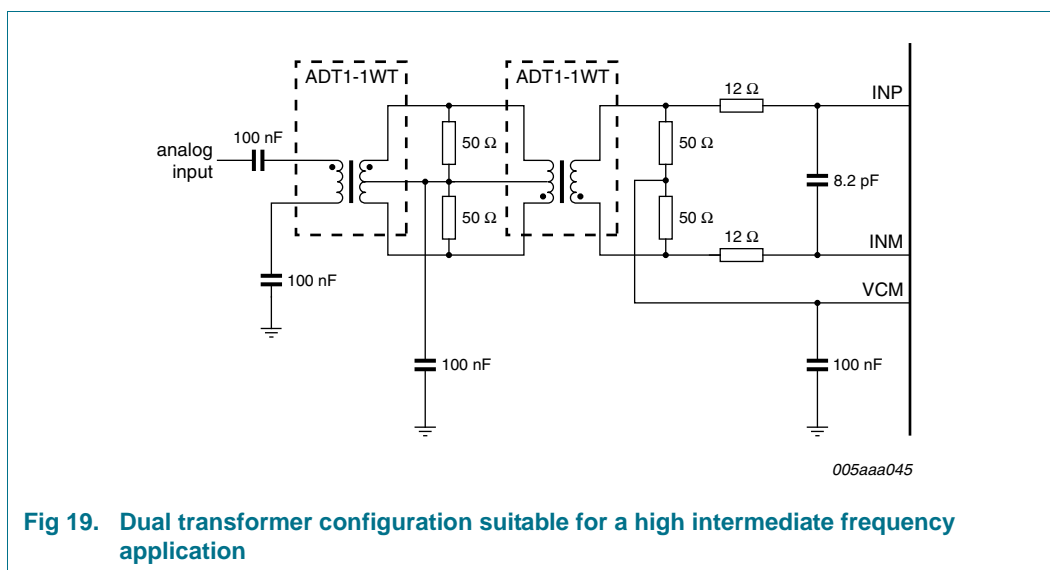 ADT1-1WT
ADT1-1WT
12 Ω
INP
100 nF
analog
input
50 Ω
50 Ω
8.2 pF
50 Ω
50 Ω
12 Ω
INM
100 nF
VCM
100 nF
100 nF
005aaa045
Fig 19. Dual transformer configuration suitable for a high intermediate frequency
application